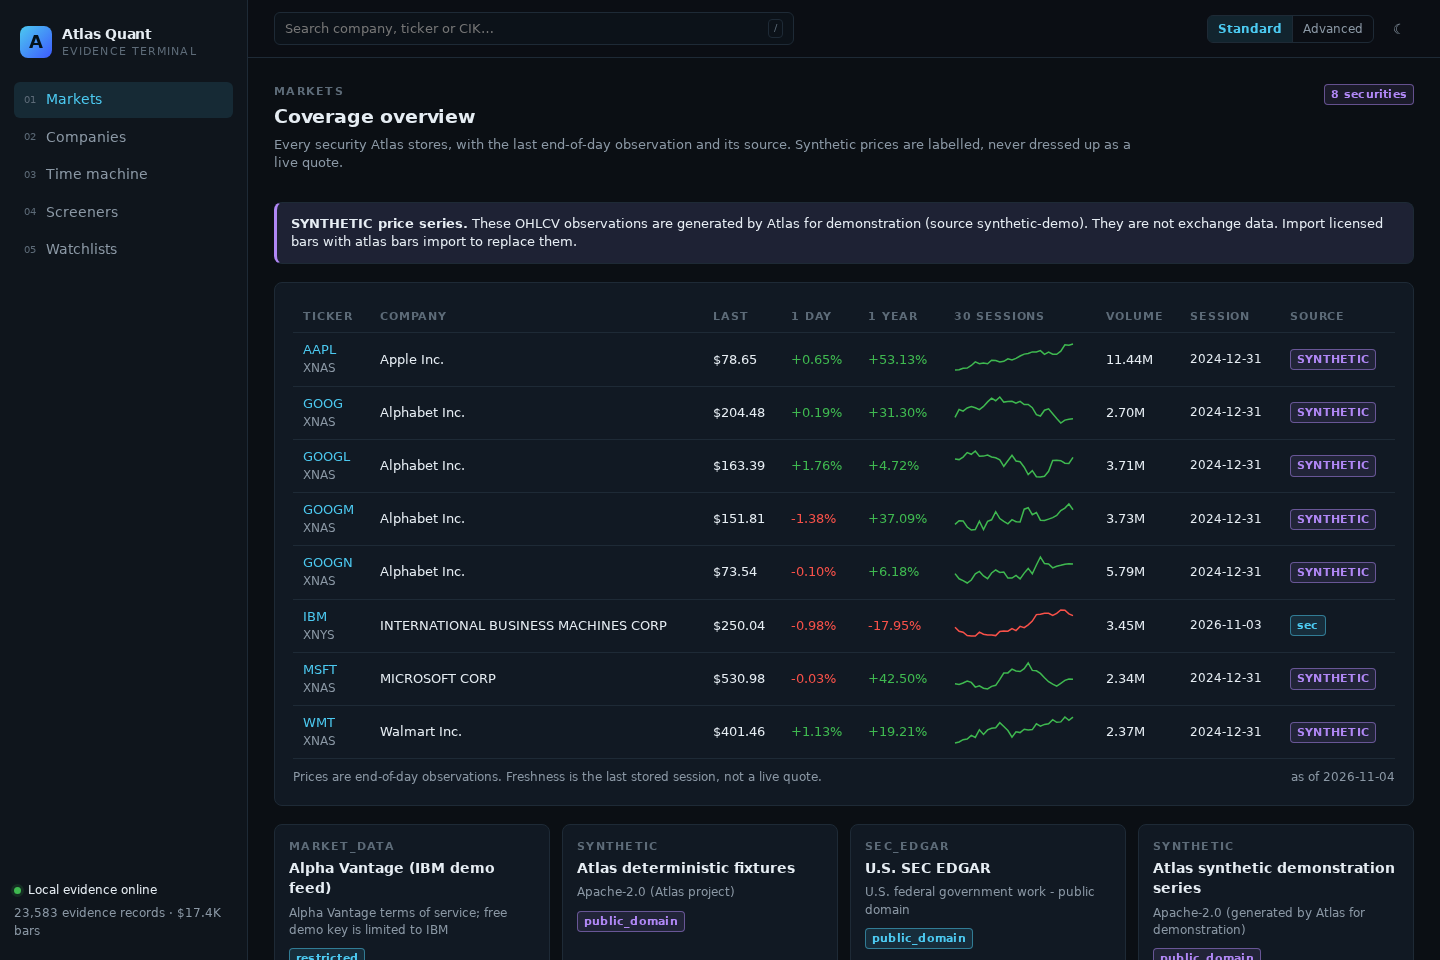 A
Atlas Quant
EVIDENCE TERMINAL
01 Markets
02 Companies
03 Time machine
04 Screeners
05 Watchlists
Local evidence online
23,583 evidence records · $17.4K
bars
Search company, ticker or CIK... /
Standard Advanced
MARKETS
Coverage overview
8 securities
Every security Atlas stores, with the last end-of-day observation and its source. Synthetic prices are labelled, never dressed up as a
live quote.
SYNTHETIC price series. These OHLCV observations are generated by Atlas for demonstration (source synthetic-demo). They are not exchange data. Import licensed
bars with atlas bars import to replace them.
TICKER COMPANY LAST 1 DAY 1 YEAR 30 SESSIONS VOLUME SESSION SOURCE
AAPL
XNAS Apple Inc. $78.65 +0.65% +53.13% 11.44M 2024-12-31 SYNTHETIC
GOOG
XNAS Alphabet Inc. $204.48 +0.19% +31.30% 2.70M 2024-12-31 SYNTHETIC
GOOGL
XNAS Alphabet Inc. $163.39 +1.76% +4.72% 3.71M 2024-12-31 SYNTHETIC
GOOGM
XNAS Alphabet Inc. $151.81 -1.38% +37.09% 3.73M 2024-12-31 SYNTHETIC
GOOGN
XNAS Alphabet Inc. $73.54 -0.10% +6.18% 5.79M 2024-12-31 SYNTHETIC
IBM
XNYS INTERNATIONAL BUSINESS MACHINES CORP $250.04 -0.98% -17.95% 3.45M 2026-11-03 sec
MSFT
XNAS MICROSOFT CORP $530.98 -0.03% +42.50% 2.34M 2024-12-31 SYNTHETIC
WMT
XNAS Walmart Inc. $401.46 +1.13% +19.21% 2.37M 2024-12-31 SYNTHETIC
Prices are end-of-day observations. Freshness is the last stored session, not a live quote. as of 2026-11-04
MARKET_DATA
Alpha Vantage (IBM demo
feed)
Alpha Vantage terms of service; free
demo key is limited to IBM
restricted
SYNTHETIC
Atlas deterministic fixtures
Apache-2.0 (Atlas project)
public_domain
SEC_EDGAR
U.S. SEC EDGAR
U.S. federal government work - public
domain
public_domain
SYNTHETIC
Atlas synthetic demonstration
series
Apache-2.0 (generated by Atlas for
demonstration)
public_domain